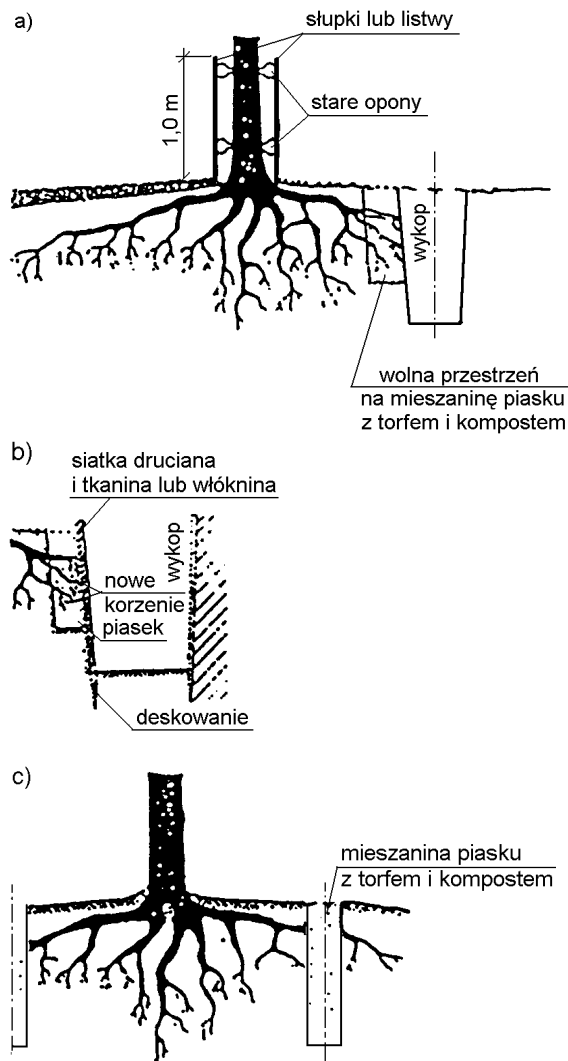 a)
słupki lub listwy
stare opony
1,0 m
wykop
wolna przestrzeń
na mieszaninę piasku
z torfem i kompostem
b)
siatka druciana
i tkanina lub włóknina
wykop
nowe
korzenie
piasek
deskowanie
c)
mieszanina piasku
z torfem i kompostem